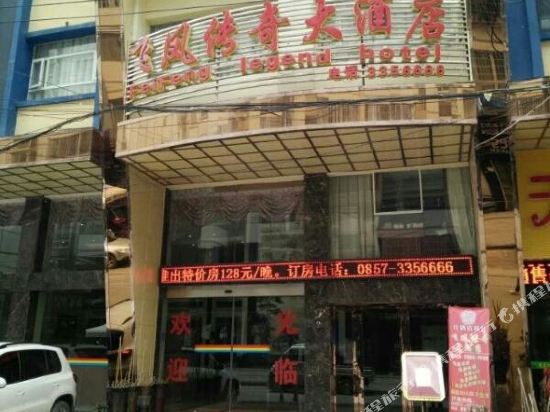 飞凤传奇大酒店
FeiFeng legend hotel
电话:3356666
推出特价房128元/晚。订房电话:0857-3356666
欢迎
光临